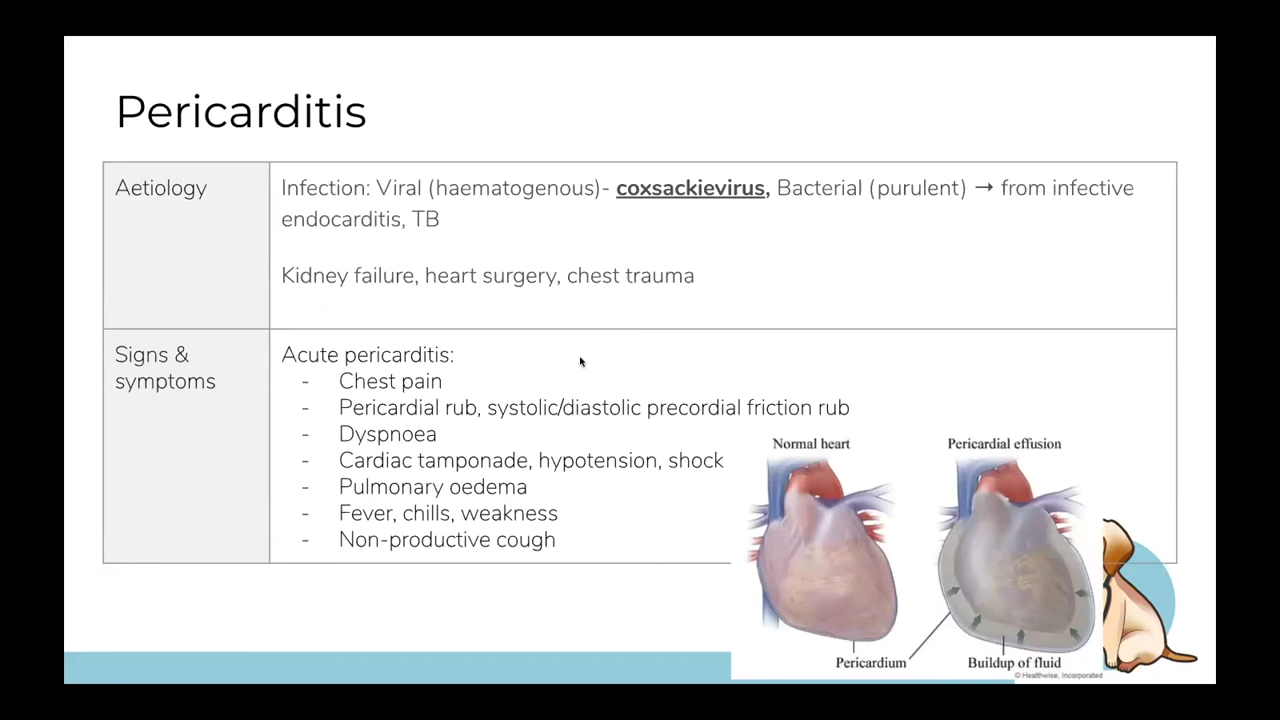 Pericarditis
Aetiology
Infection: Viral (haematogenous)- coxsackievirus, Bacterial (purulent) → from infective
endocarditis, TB
Kidney failure, heart surgery, chest trauma
Signs &
symptoms
Acute pericarditis:
- Chest pain
- Pericardial rub, systolic/diastolic precordial friction rub
- Dyspnoea
- Cardiac tamponade, hypotension, shock
- Pulmonary oedema
- Fever, chills, weakness
- Non-productive cough
Normal heart
Pericardial effusion
Pericardium
Buildup of fluid
© Healthwise, Incorporated